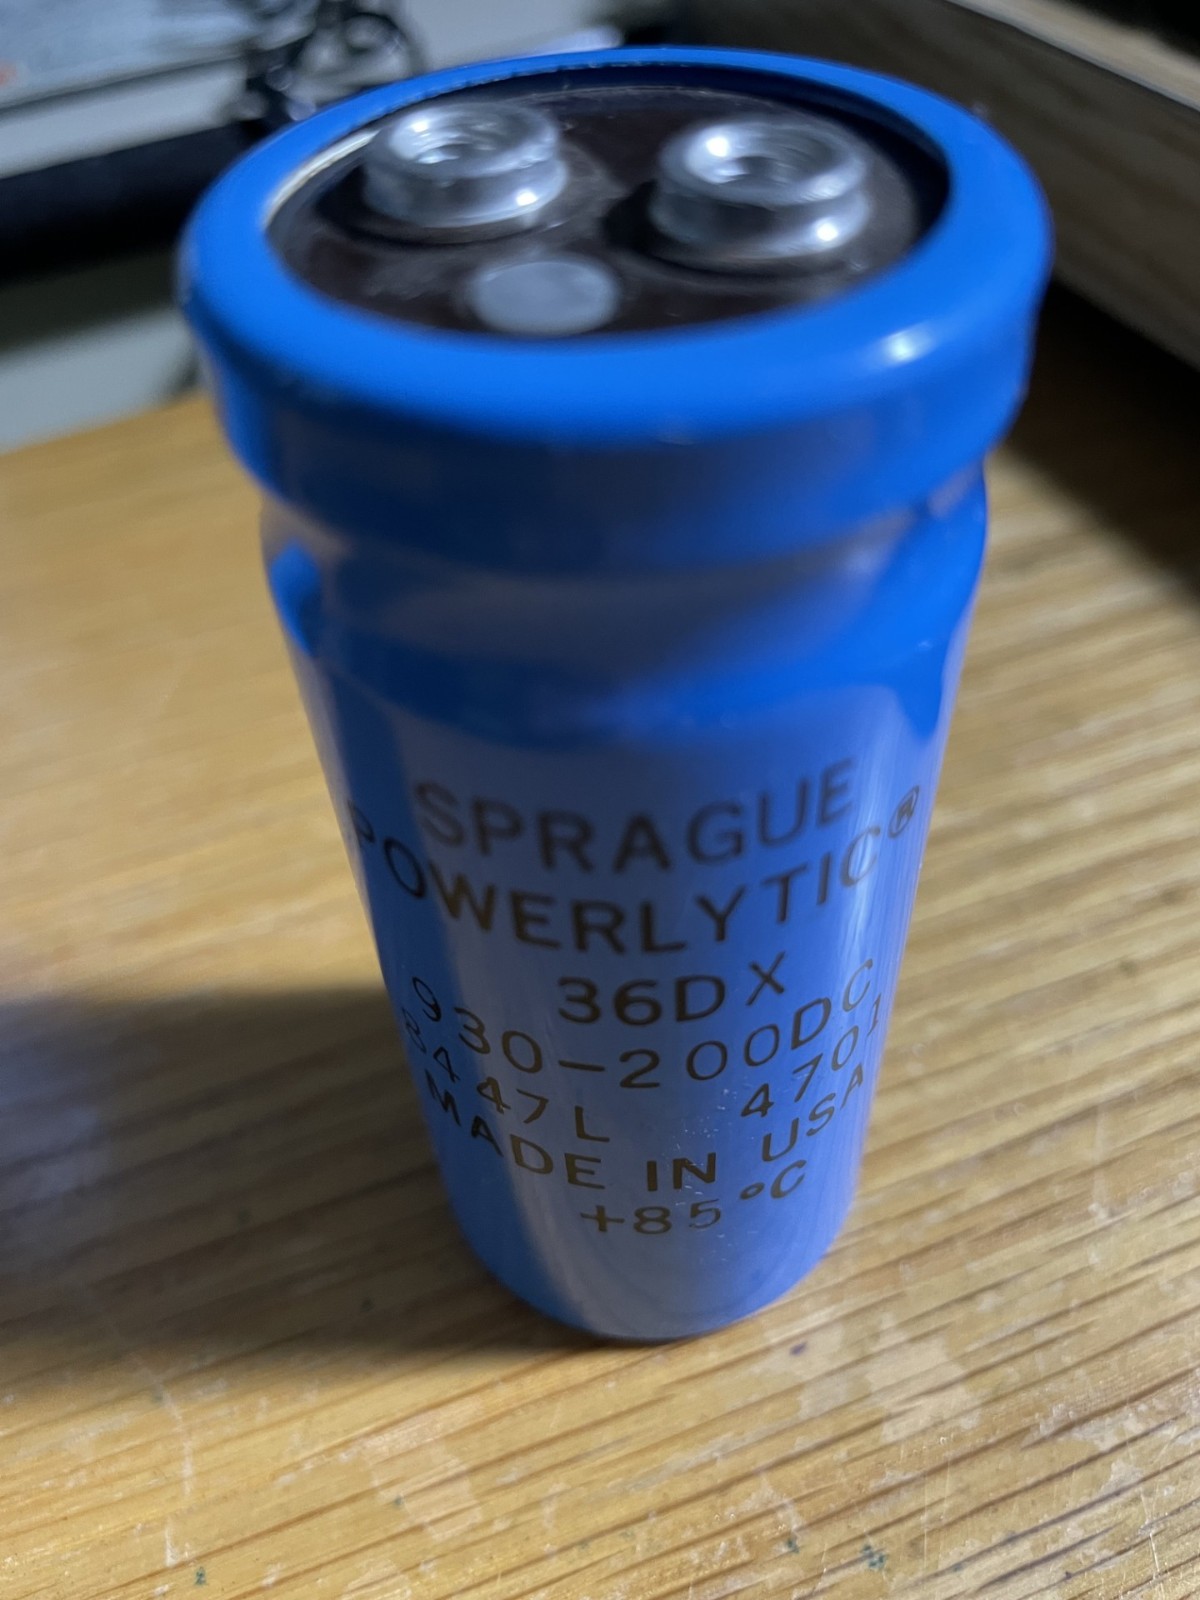 SPRAGUE
POWERLYTIC®
36DX
930-200DC
8447L 4701
MADE IN USA
+85°C